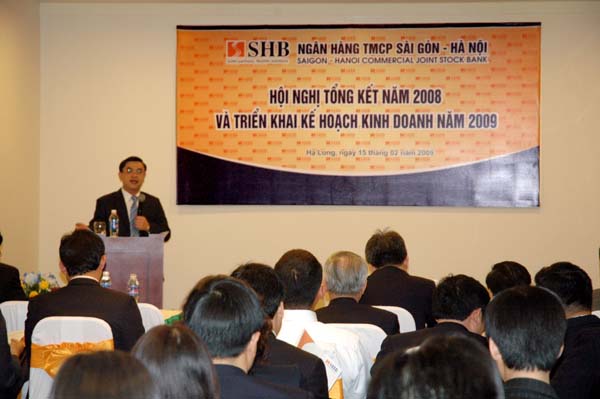 SHB
NGÂN HÀNG TMCP SÀI GÒN - HÀ NỘI
SAIGON - HANOI COMMERCIAL JOINT STOCK BANK
HỘI NGHỊ TỔNG KẾT NĂM 2008
VÀ TRIỂN KHAI KẾ HOẠCH KINH DOANH NĂM 2009
Hạ Long, ngày 15 tháng 02 năm 2009